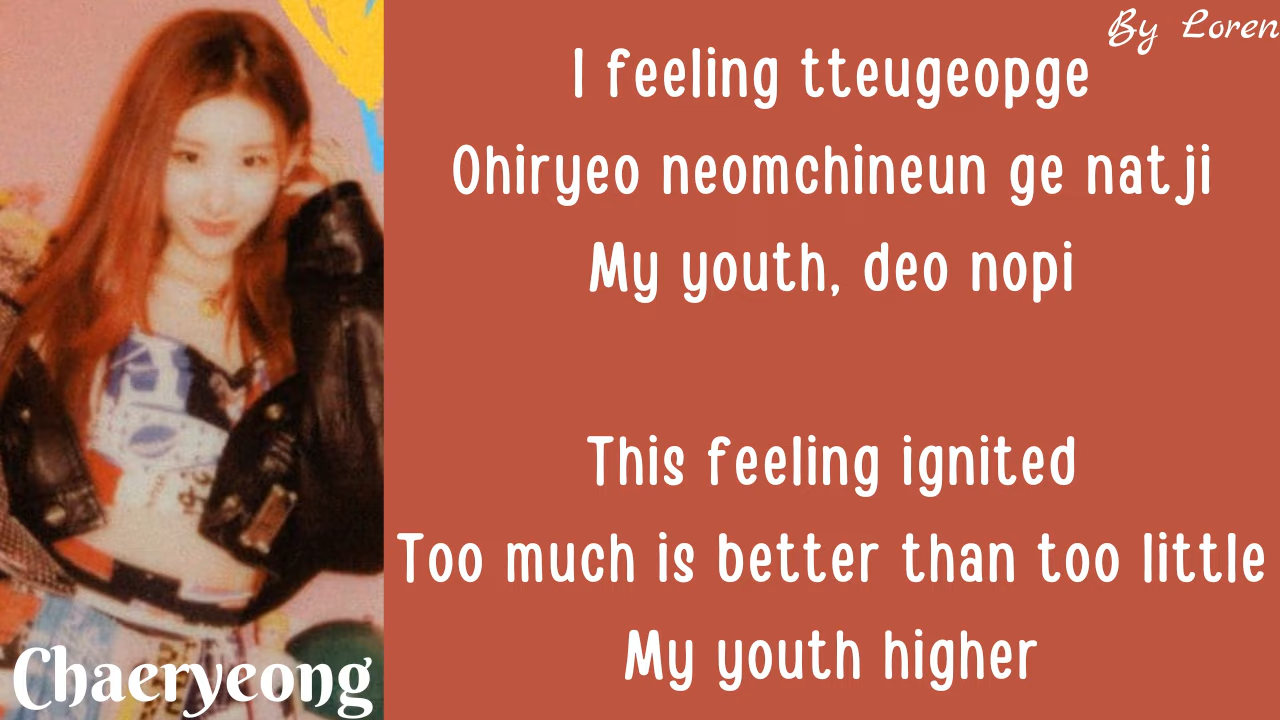 By Loren
I feeling tteugeopge
Ohiryeo neomchineun ge natji
My youth, deo nopi
This feeling ignited
Too much is better than too little
My youth higher
Chaeryeong